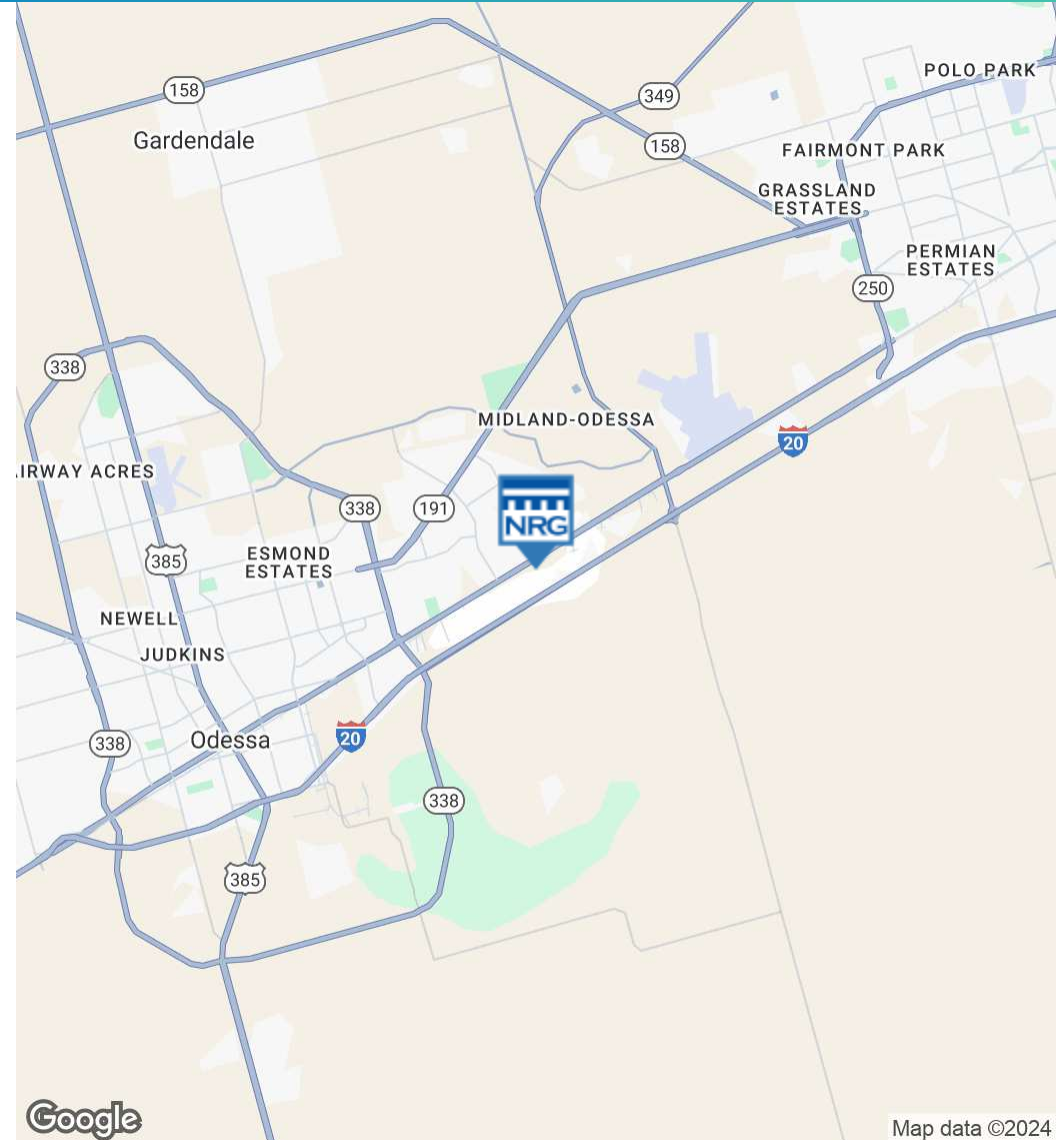 POLO PARK
158
349
Gardendale
158
FAIRMONT PARK
GRASSLAND
ESTATES
PERMIAN
ESTATES
250
338
MIDLAND-ODESSA
20
IRWAY ACRES
338
191
NRG
385
ESMOND
ESTATES
NEWELL
JUDKINS
338
Odessa
20
338
385
Google
Map data ©2024